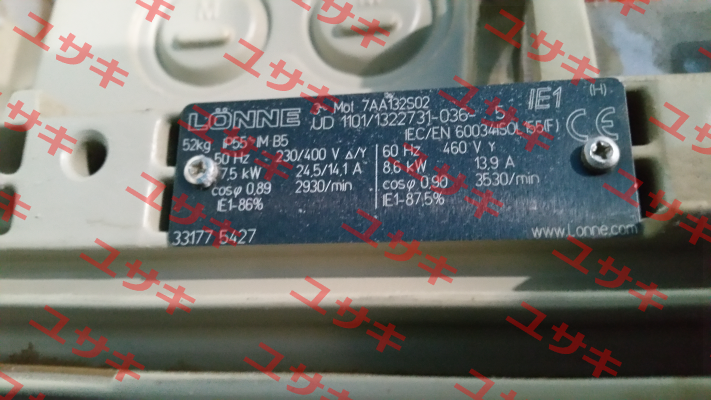 M
LÖNNE
3~ Mot 7AA132S02
IE1
(H)
UD 1101/1322731-036- 5
52kg IP55 IM B5
IEC/EN 60034 ISOL 155(F)
CE
50 Hz 230/400 V Δ/Y
60 Hz 460 V Y
7,5 kW 24,5/14,1 A
8,6 kW 13,9 A
cosφ 0,89 2930/min
cosφ 0,90 3530/min
IE1-86%
IE1-87,5%
33177 5427
www.Lonne.com
ユサキ